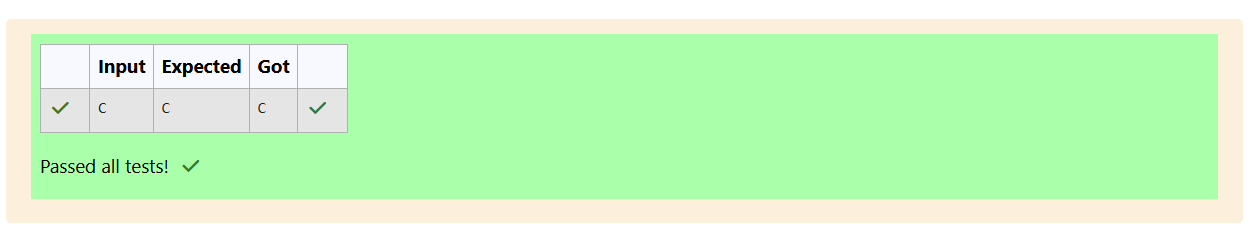 Input Expected Got
C C C
Passed all tests!